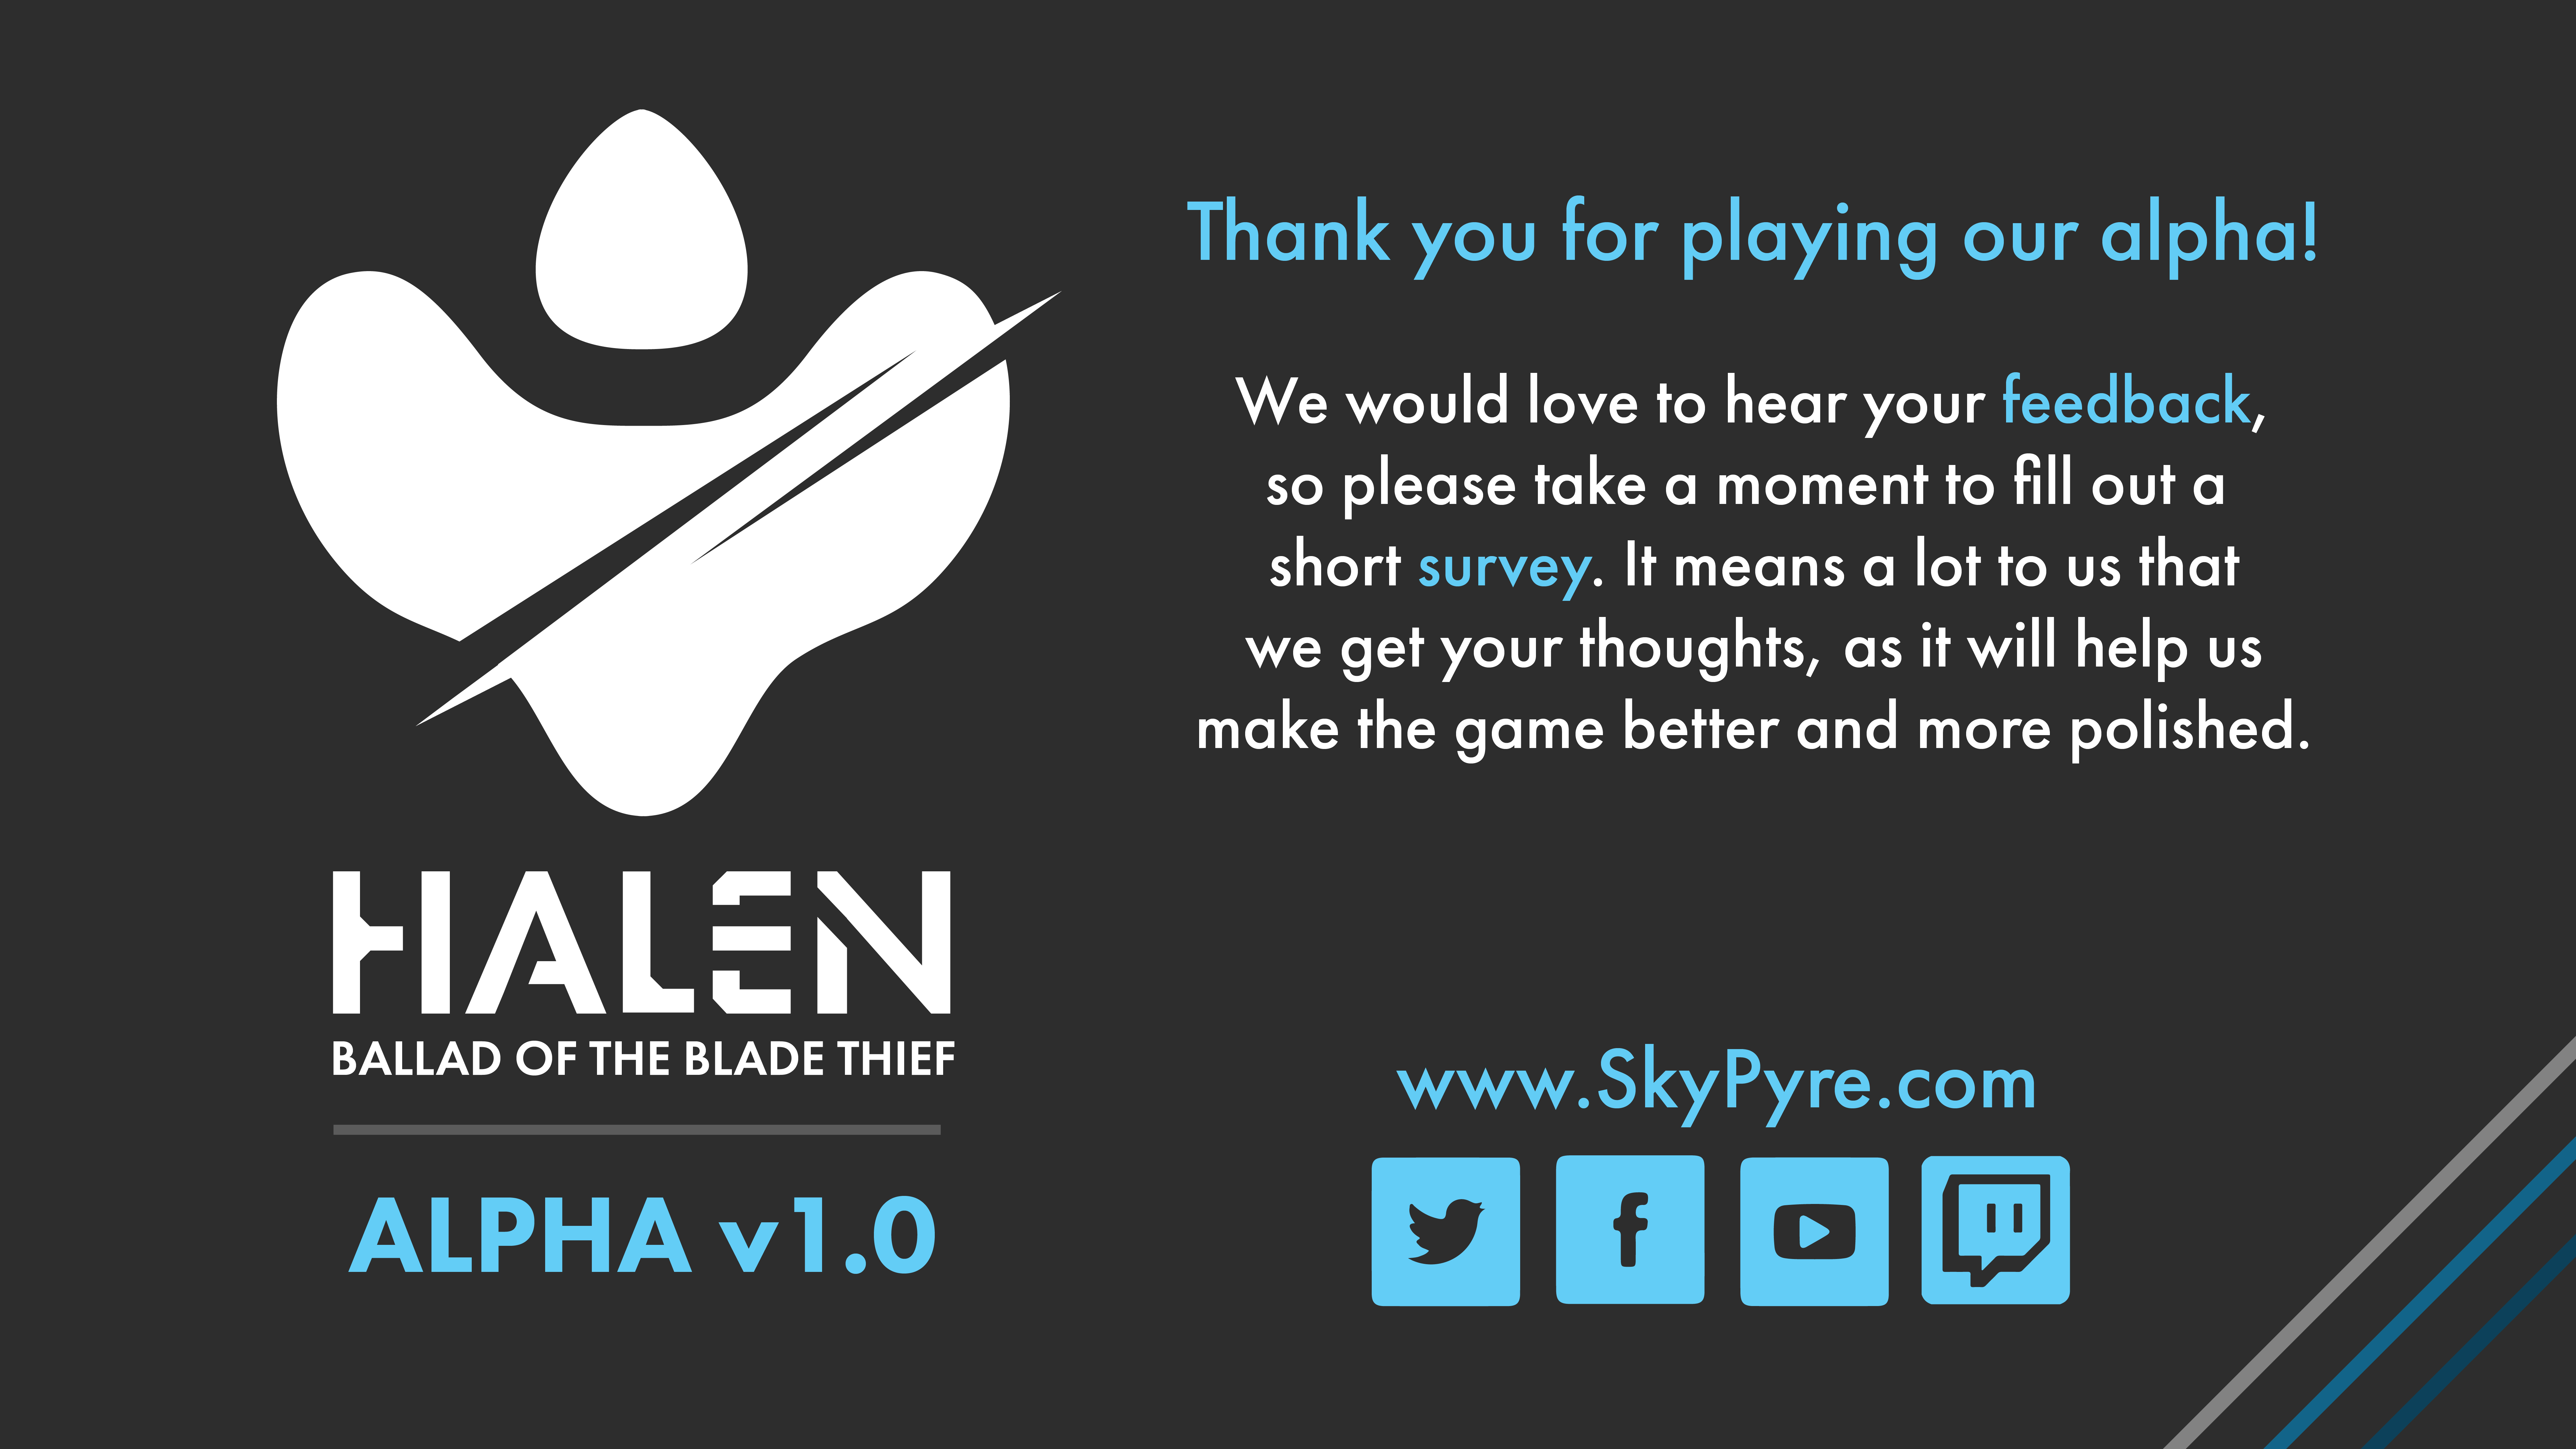 HALEN
BALLAD OF THE BLADE THIEF
ALPHA v1.0
Thank you for playing our alpha!
We would love to hear your feedback,
so please take a moment to fill out a
short survey. It means a lot to us that
we get your thoughts, as it will help us
make the game better and more polished.
www.SkyPyre.com